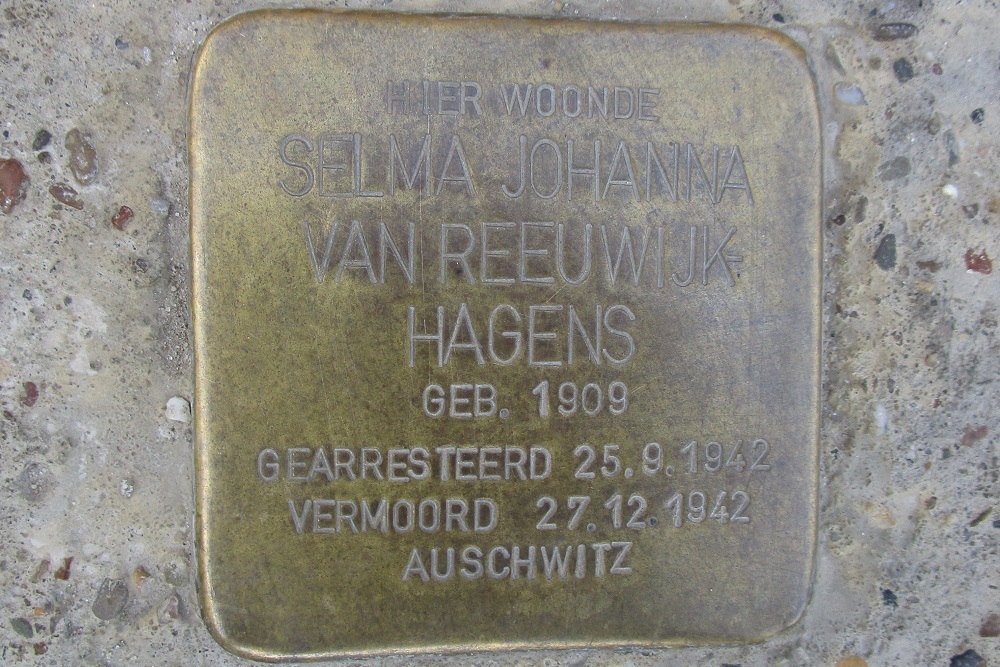 HIER WOONDE
SELMA JOHANNA
VAN REEUWIJK-
HAGENS
GEB. 1909
GEARRESTEERD 25.9.1942
VERMOORD 27.12.1942
AUSCHWITZ